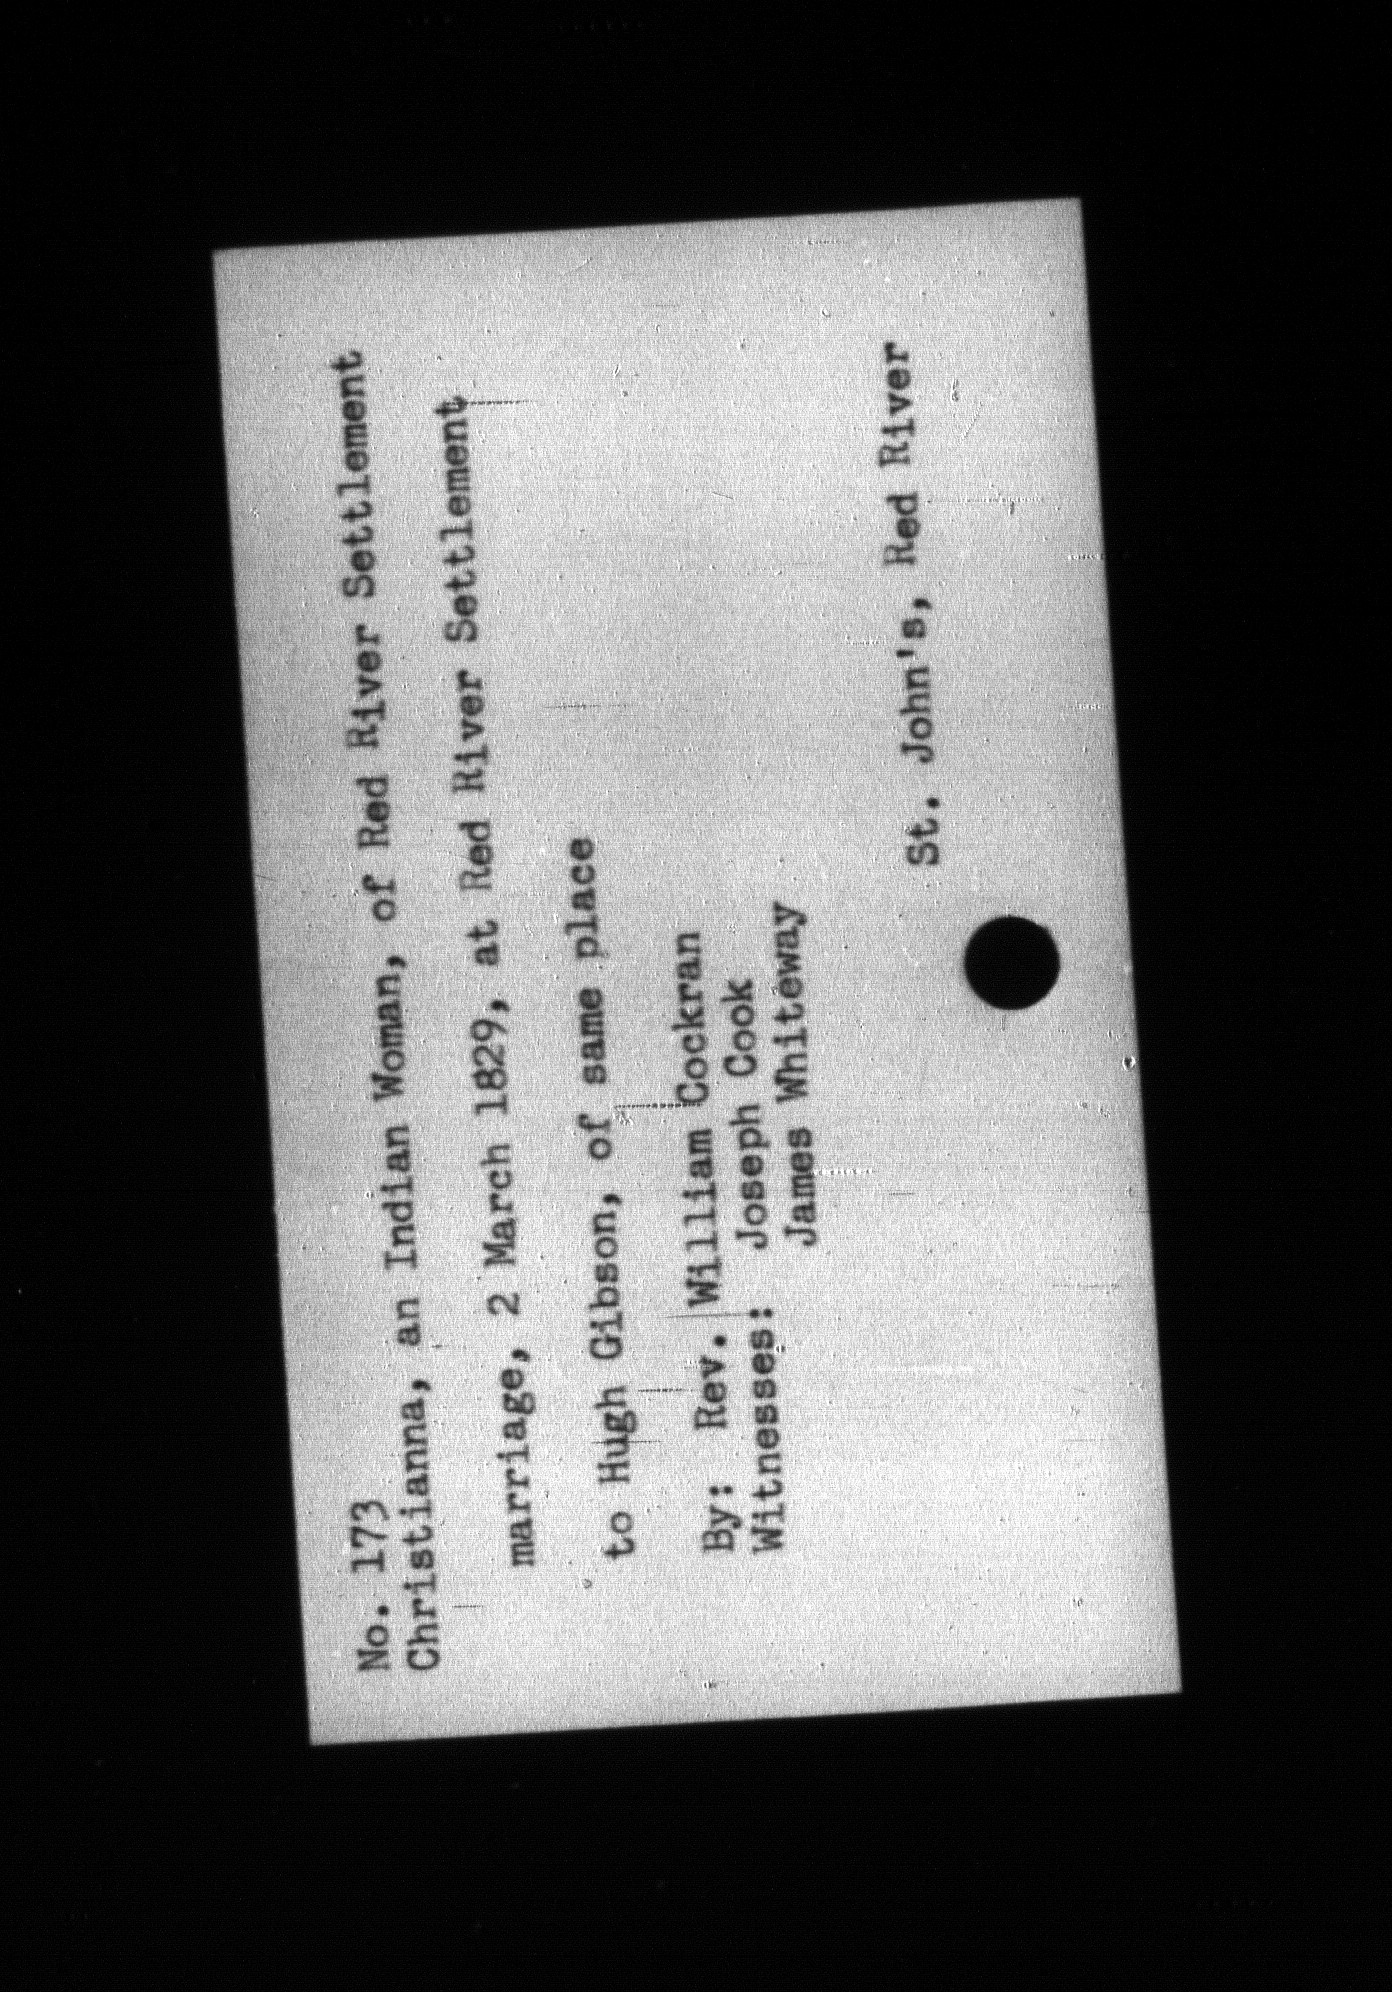 No. 173
Christianna, an Indian Woman, of Red River Settlement
marriage, 2 March 1829, at Red River Settlement
to Hugh Gibson, of same place
By: Rev. William Cockran
Witnesses: Joseph Cook
James Whiteway
St. John's, Red River